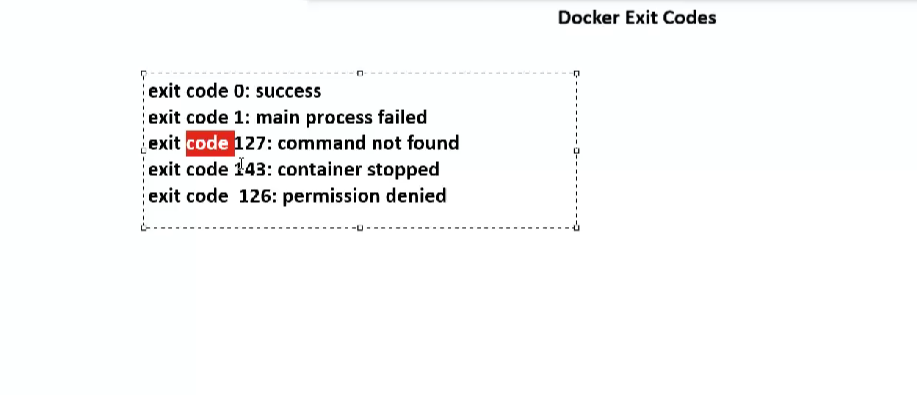 Docker Exit Codes
exit code 0: success
exit code 1: main process failed
exit code 127: command not found
exit code 143: container stopped
exit code  126: permission denied